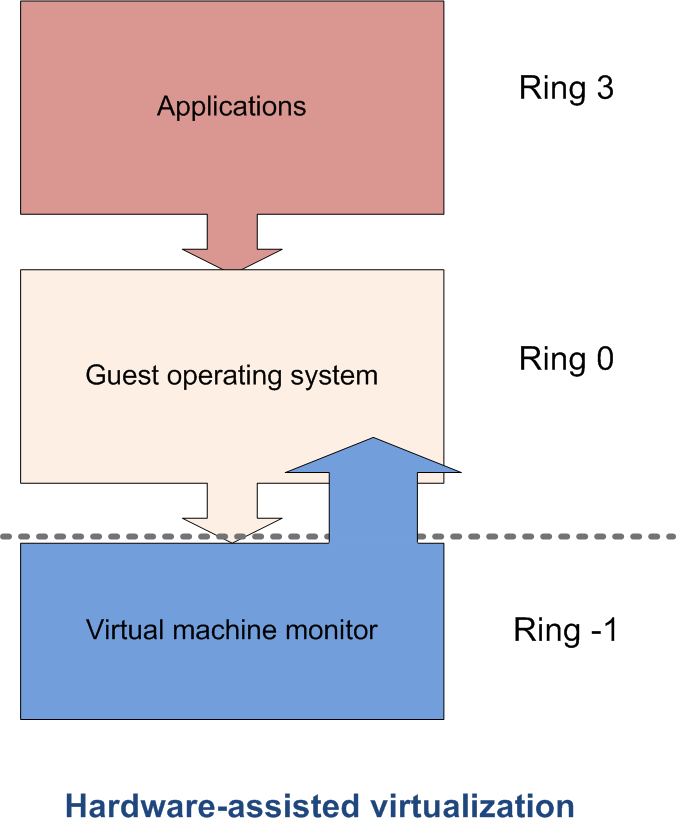 Applications
Ring 3
Guest operating system
Ring 0
Virtual machine monitor
Ring -1
Hardware-assisted virtualization